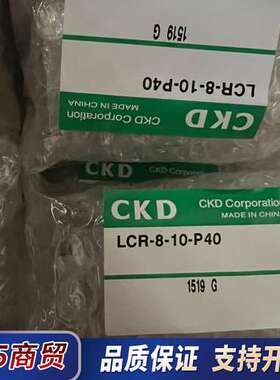 CKD
CKD Corporation
MADE IN CHINA
LCR-8-10-P40
1519 G
CKD
CKD
CKD Corporation
MADE IN CHINA
LCR-8-10-P40
1519 G
5商贸
品质保证
支持开